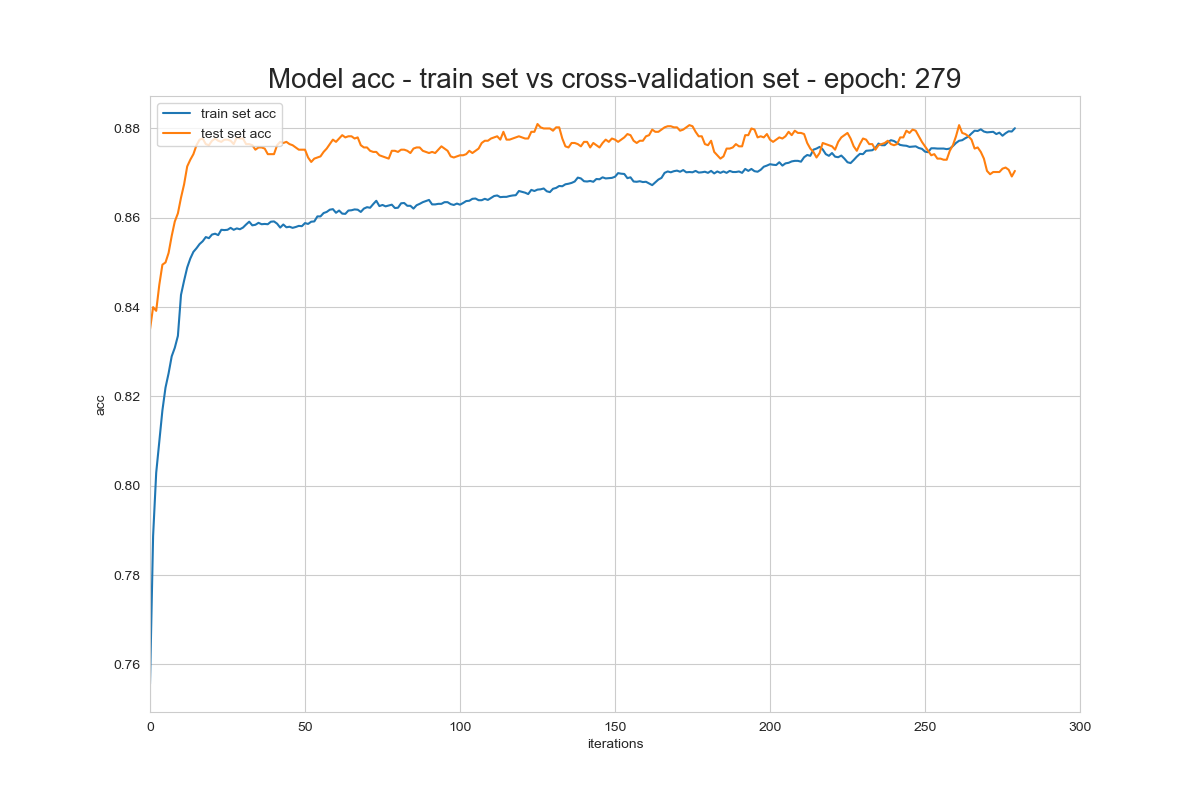 Model acc - train set vs cross-validation set - epoch: 279
train set acc
test set acc
0.88
0.86
0.84
0.82
0.80
0.78
0.76
acc
0 50 100 150 200 250 300
iterations